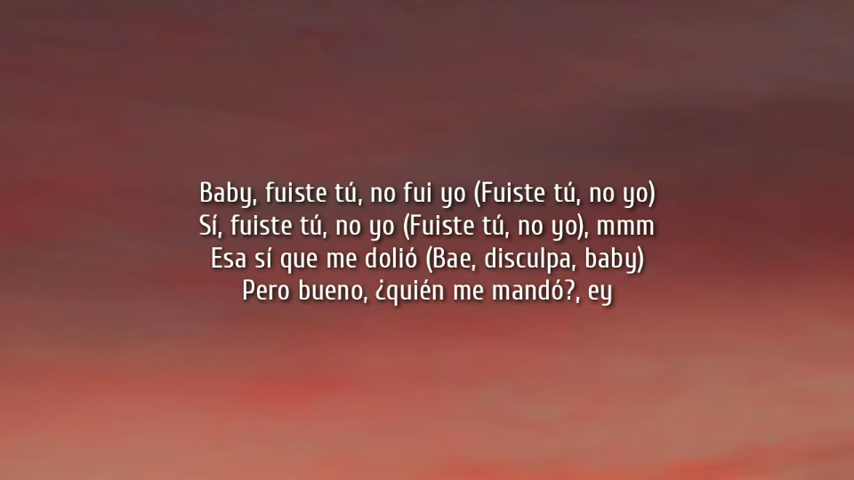 Baby, fuiste tú, no fui yo (Fuiste tú, no yo)
Sí, fuiste tú, no yo (Fuiste tú, no yo), mmm
Esa sí que me dolió (Bae, disculpa, baby)
Pero bueno, ¿quién me mandó?, ey